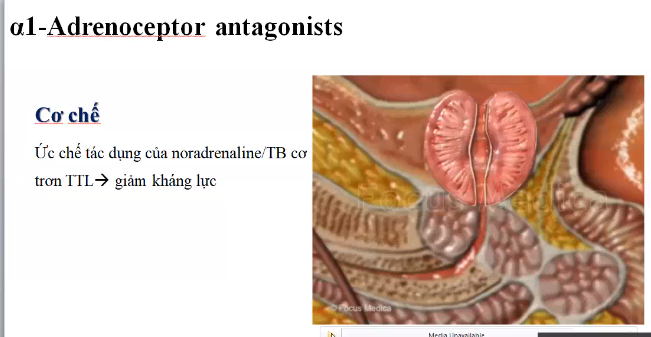 α1-Adrenoceptor antagonists
Cơ chế
Ức chế tác dụng của noradrenaline/TB cơ
trơn TTL→ giảm kháng lực
Focus Medica
© Focus Medica
Media Unavailable